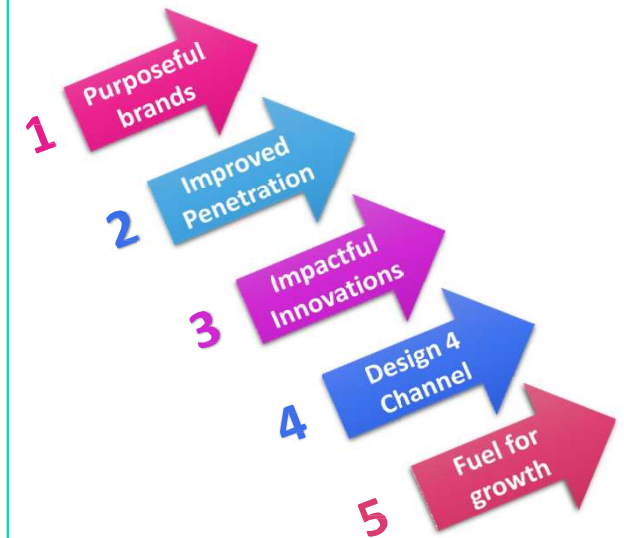 1
Purposeful
brands
2
Improved
Penetration
3
Impactful
Innovations
4
Design 4
Channel
5
Fuel for
growth